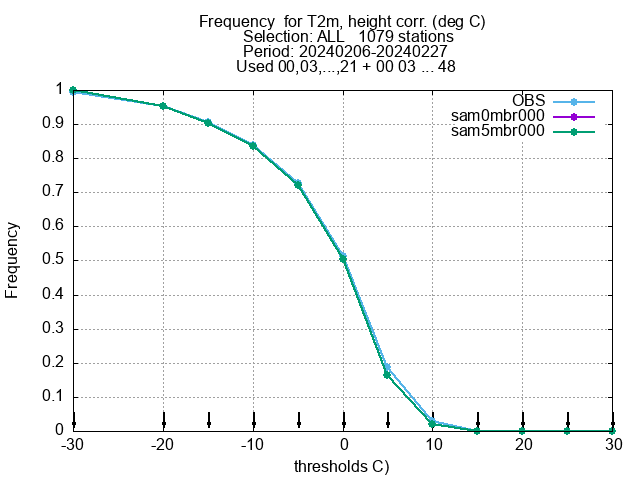 Frequency  for T2m, height corr. (deg C)
Selection: ALL   1079 stations
Period: 20240206-20240227
Used 00,03,...,21 + 00 03 ... 48
OBS
sam0mbr000
sam5mbr000
1
0.9
0.8
0.7
0.6
0.5
0.4
0.3
0.2
0.1
0
Frequency
-30 -20 -10 0 10 20 30
thresholds C)